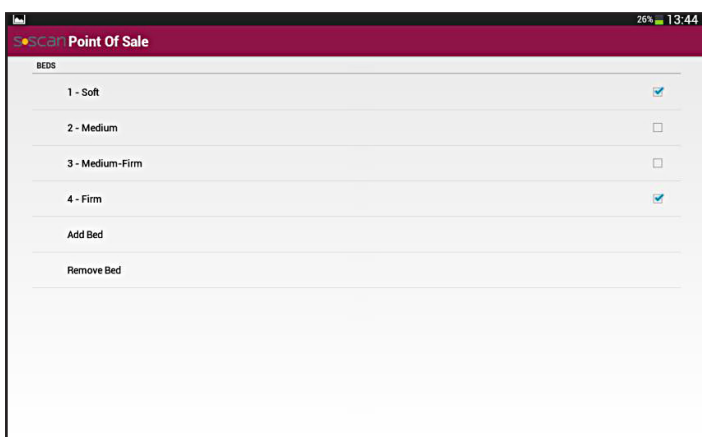 26% 13:44
s•scan Point Of Sale
BEDS
1 - Soft
2 - Medium
3 - Medium-Firm
4 - Firm
Add Bed
Remove Bed